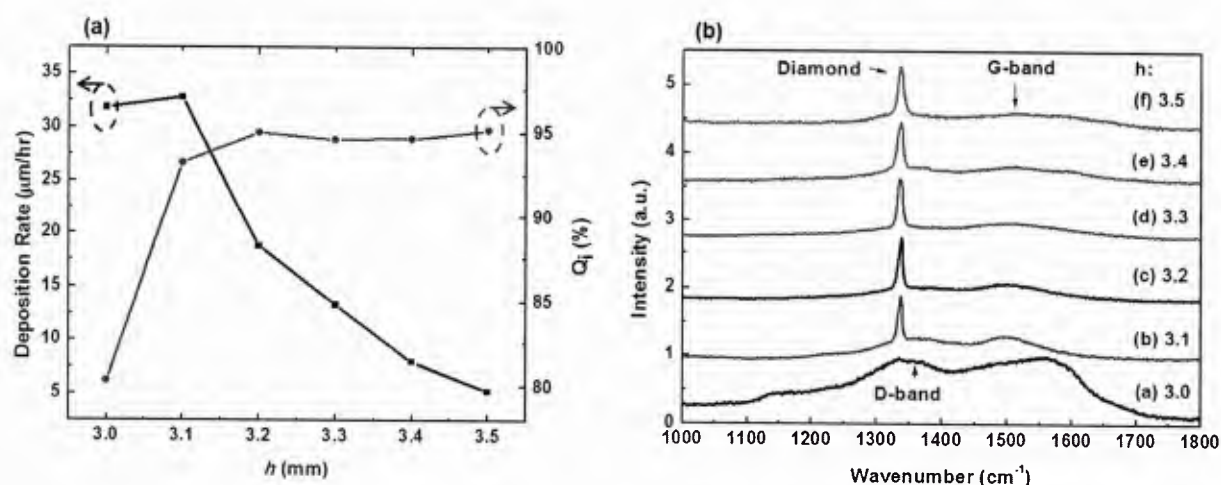 (a)
Deposition Rate (μm/hr)
35
30
25
20
15
10
5
3.0
3.1
3.2
3.3
3.4
3.5
h (mm)
100
95
90
85
80
Qi (%)
(b)
Intensity (a.u.)
5
4
3
2
1
0
Diamond
G-band
h:
(f) 3.5
(e) 3.4
(d) 3.3
(c) 3.2
(b) 3.1
(a) 3.0
D-band
1000
1100
1200
1300
1400
1500
1600
1700
1800
Wavenumber (cm⁻¹)